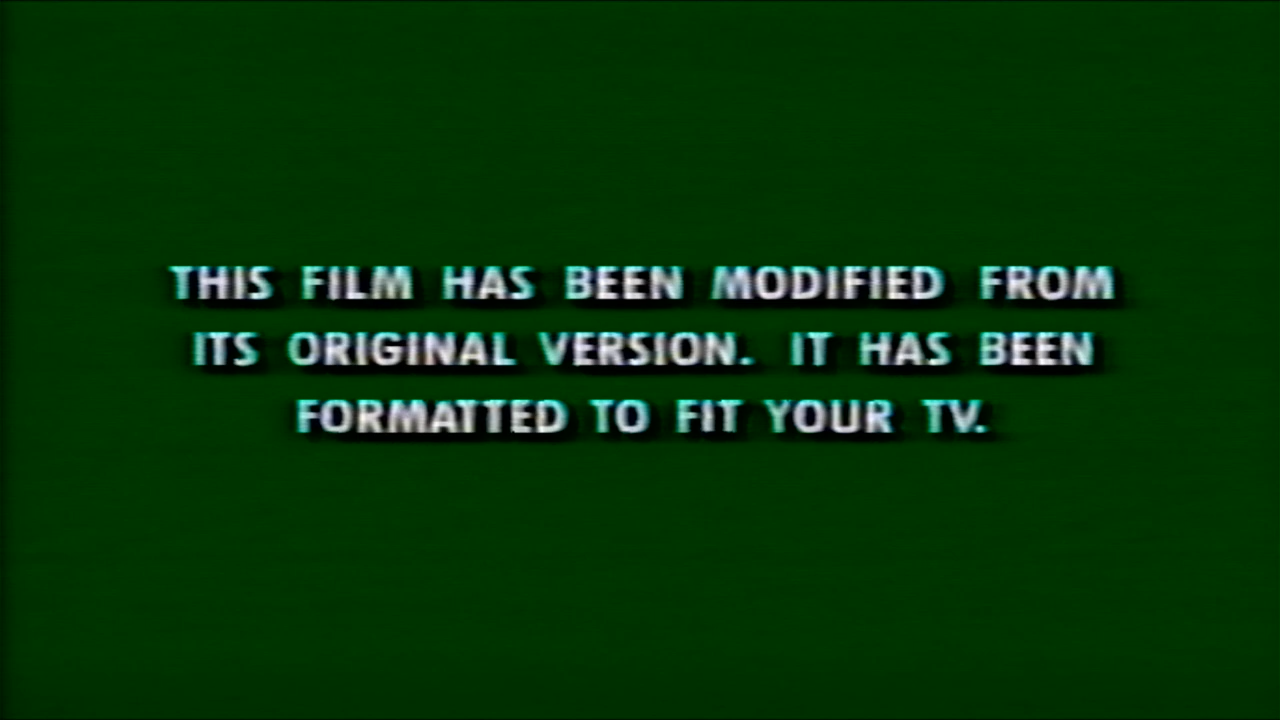 THIS FILM HAS BEEN MODIFIED FROM
ITS ORIGINAL VERSION. IT HAS BEEN
FORMATTED TO FIT YOUR TV.